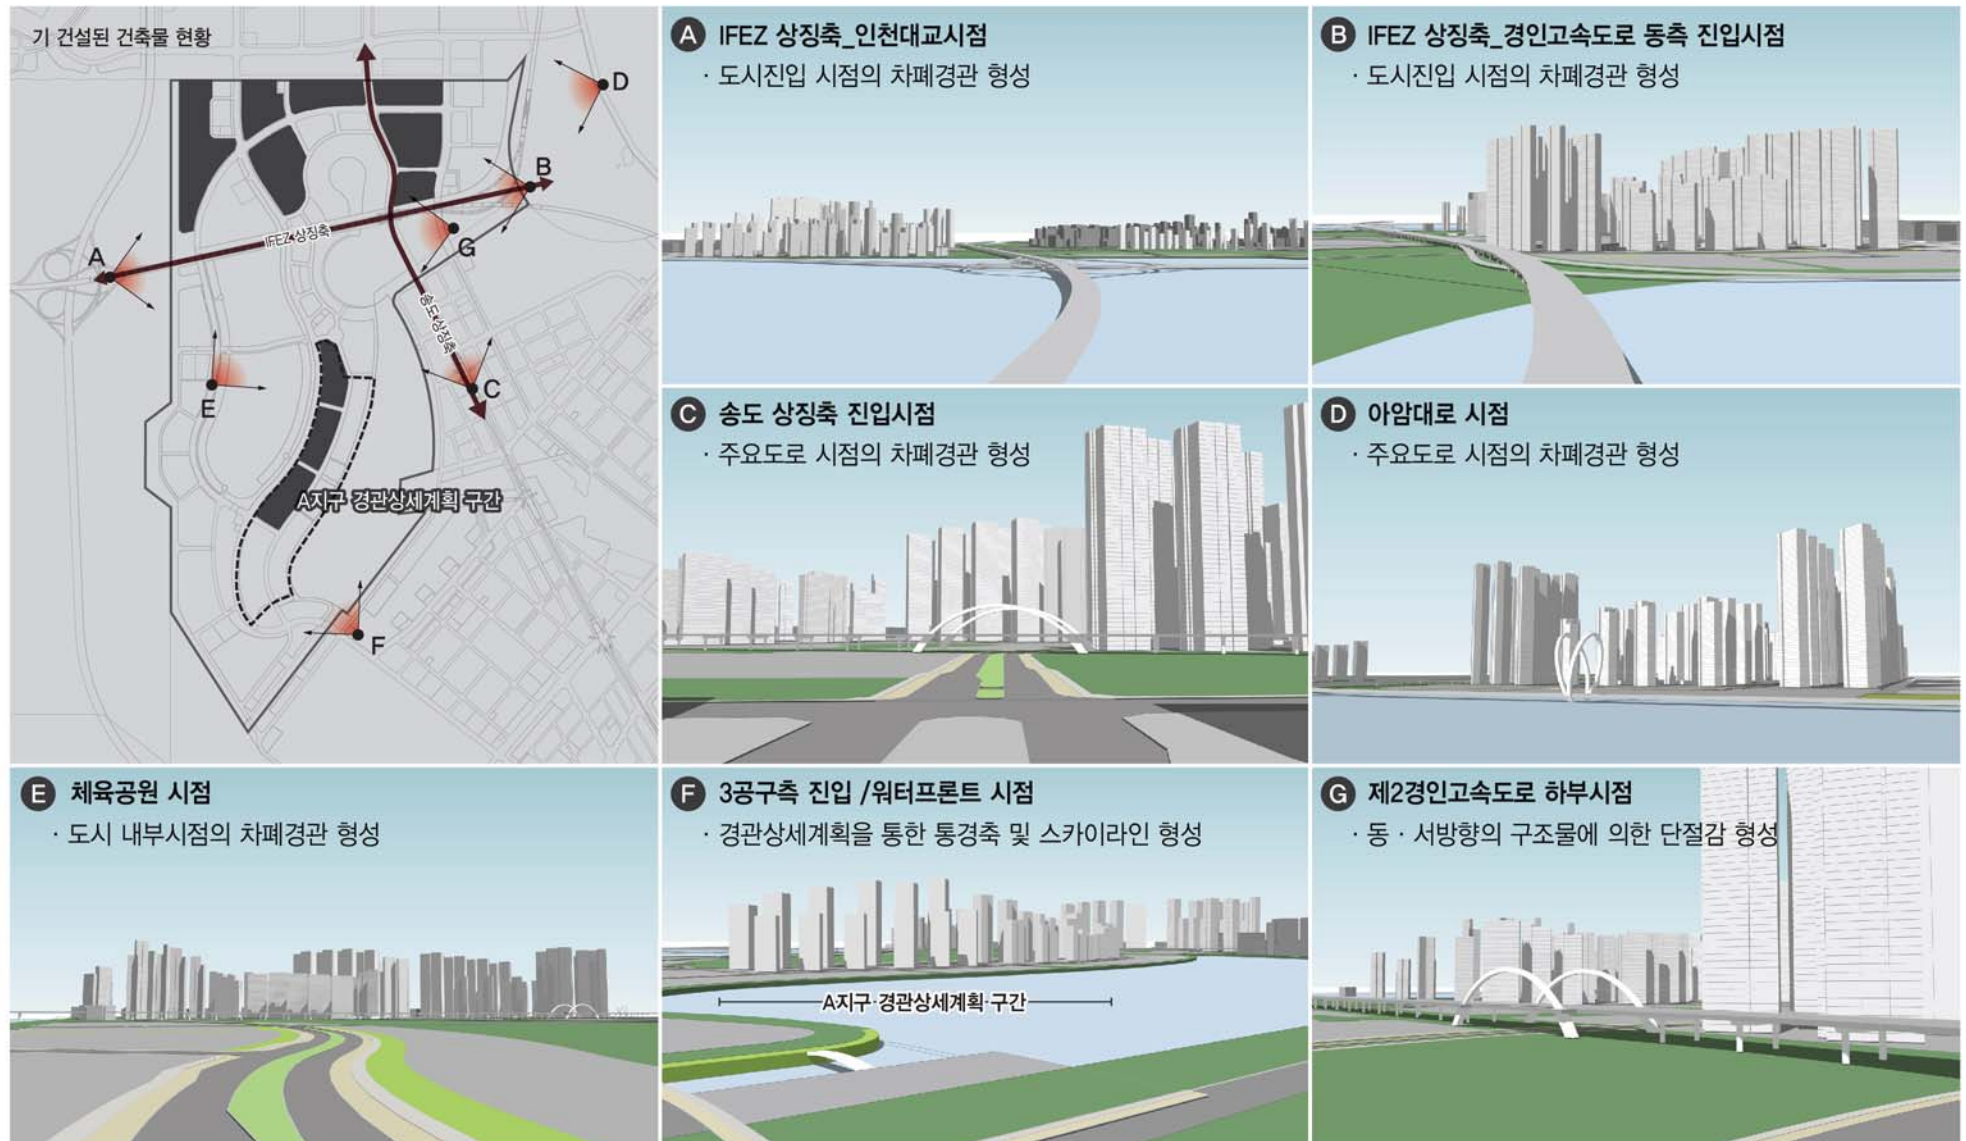 기 건설된 건축물 현황
D
B
IFEZ 상징축
A
G
송도상징축
C
E
A지구 경관상세계획 구간
F
A IFEZ 상징축_인천대교시점
· 도시진입 시점의 차폐경관 형성
B IFEZ 상징축_경인고속도로 동측 진입시점
· 도시진입 시점의 차폐경관 형성
C 송도 상징축 진입시점
· 주요도로 시점의 차폐경관 형성
D 아암대로 시점
· 주요도로 시점의 차폐경관 형성
E 체육공원 시점
· 도시 내부시점의 차폐경관 형성
F 3공구측 진입 /워터프론트 시점
· 경관상세계획을 통한 통경축 및 스카이라인 형성
A지구 경관상세계획 구간
G 제2경인고속도로 하부시점
· 동 · 서방향의 구조물에 의한 단절감 형성